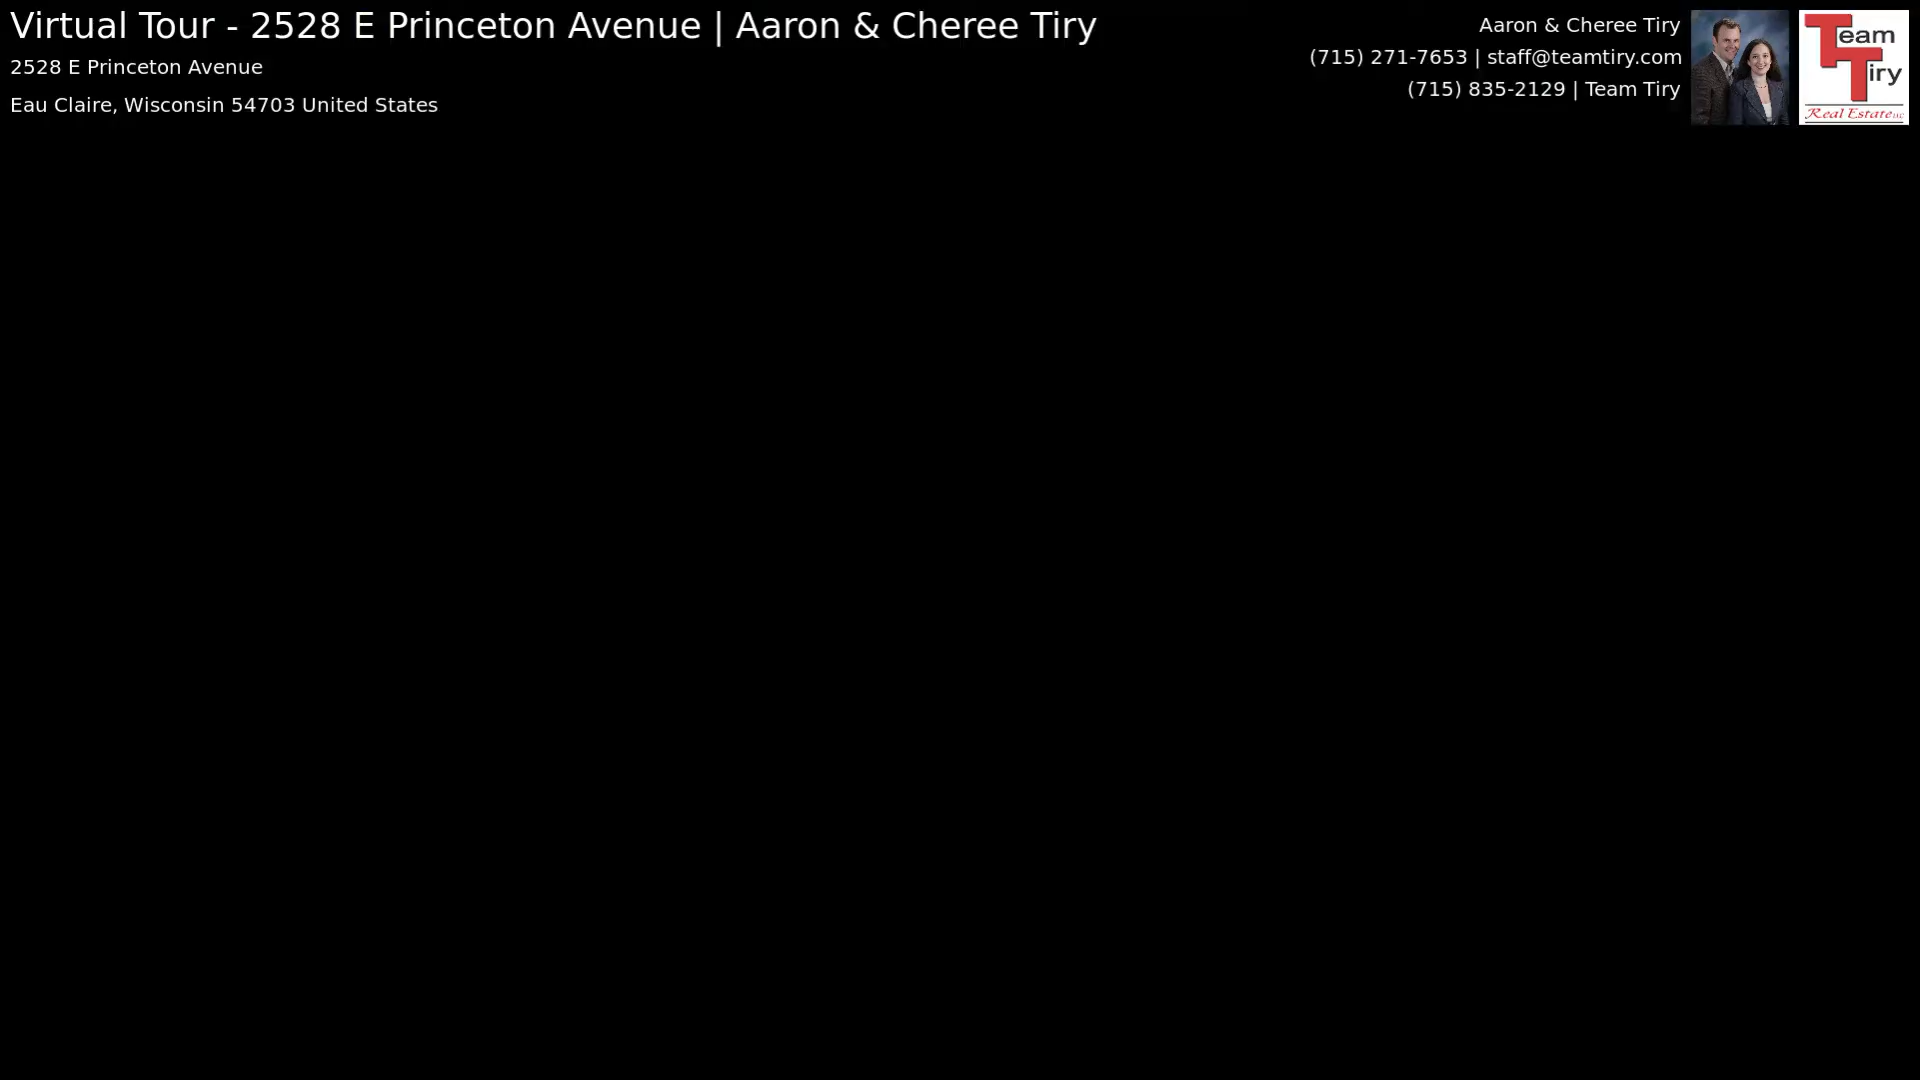 Virtual Tour - 2528 E Princeton Avenue | Aaron & Cheree Tiry
2528 E Princeton Avenue
Eau Claire, Wisconsin 54703 United States
Aaron & Cheree Tiry
(715) 271-7653 | staff@teamtiry.com
(715) 835-2129 | Team Tiry
Team
Tiry
Real Estate LLC